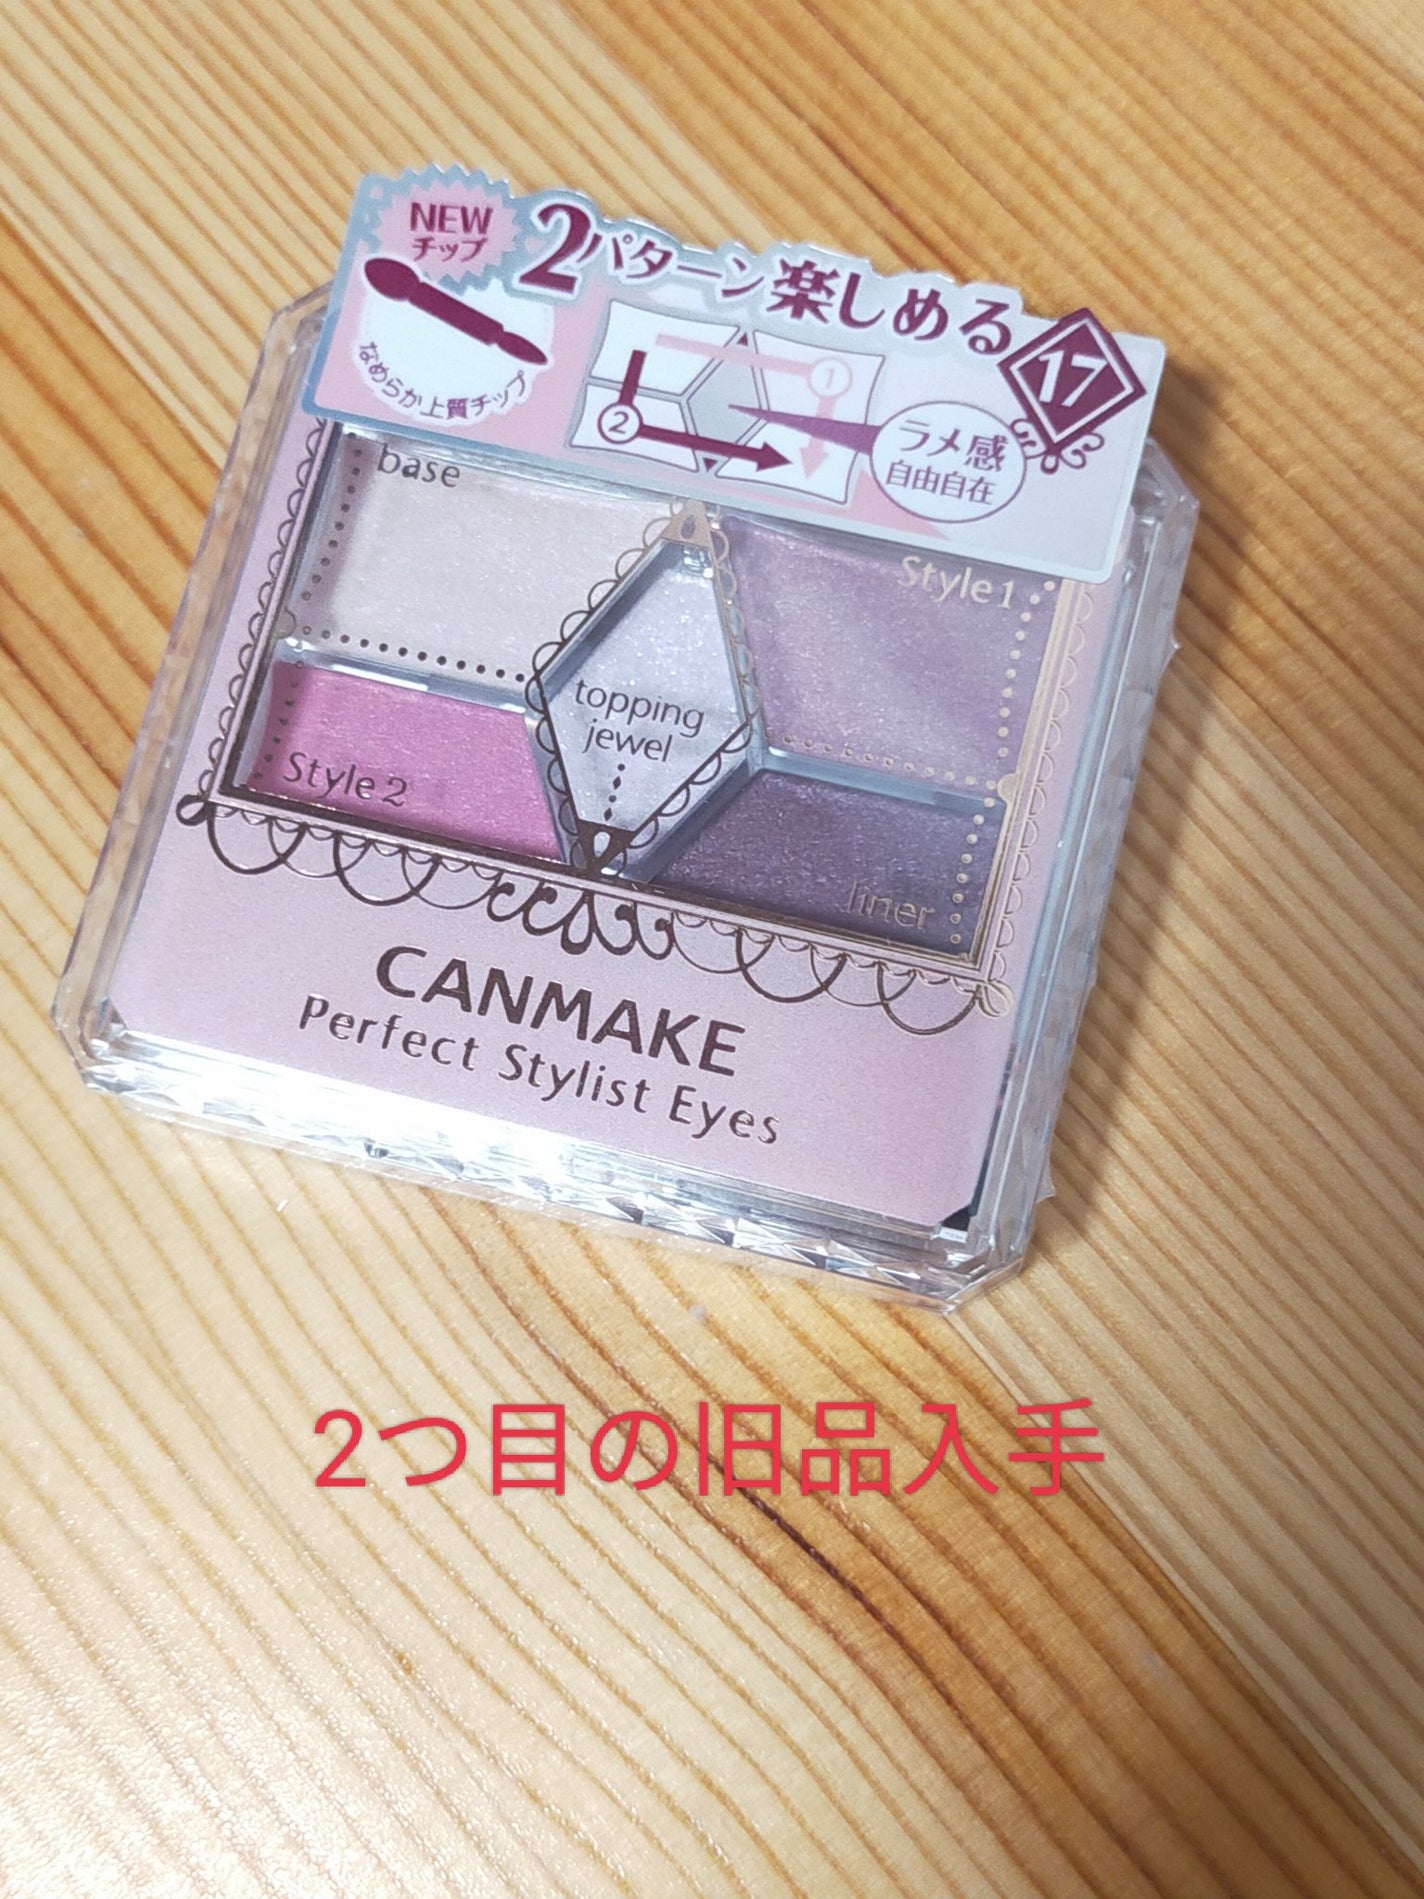 NEW
チップ
なめらか上質チップ
2パターン楽しめる
17
1
2
ラメ感
自由自在
base
Style1
topping
jewel
Style2
liner
CANMAKE
Perfect Stylist Eyes
2つ目の旧品入手